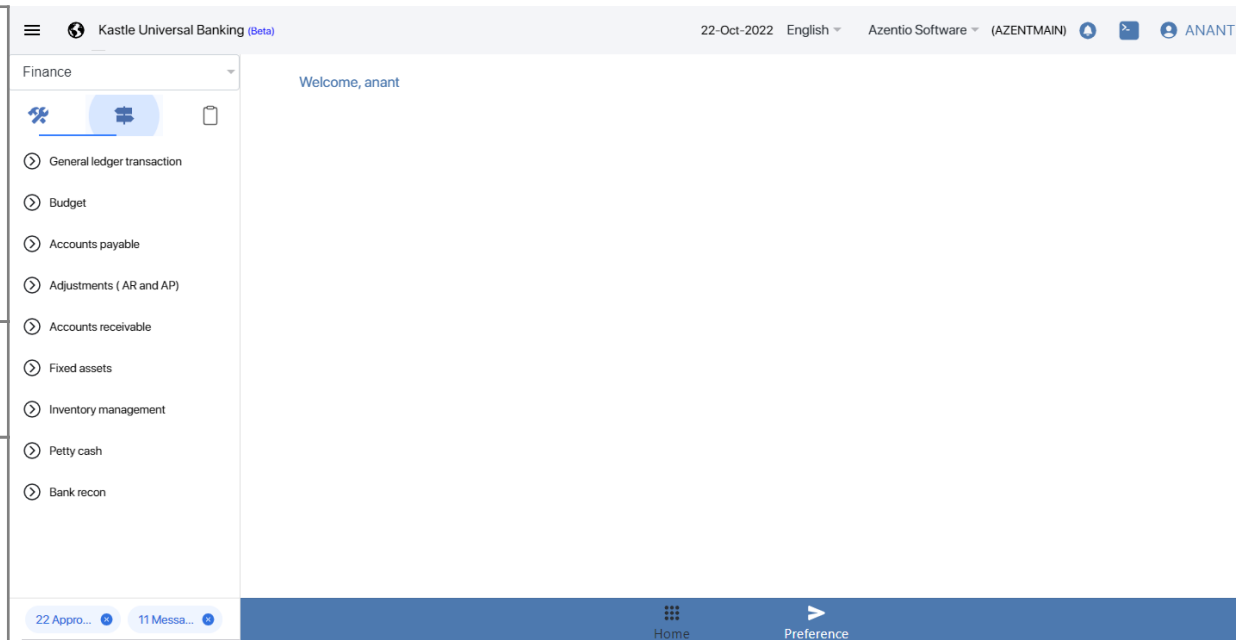 Kastle Universal Banking (Beta)
22-Oct-2022 English Azentio Software (AZENTMAIN) ANANT
Finance
Welcome, anant
General ledger transaction
Budget
Accounts payable
Adjustments ( AR and AP)
Accounts receivable
Fixed assets
Inventory management
Petty cash
Bank recon
22 Appro... 11 Messa...
Home Preference